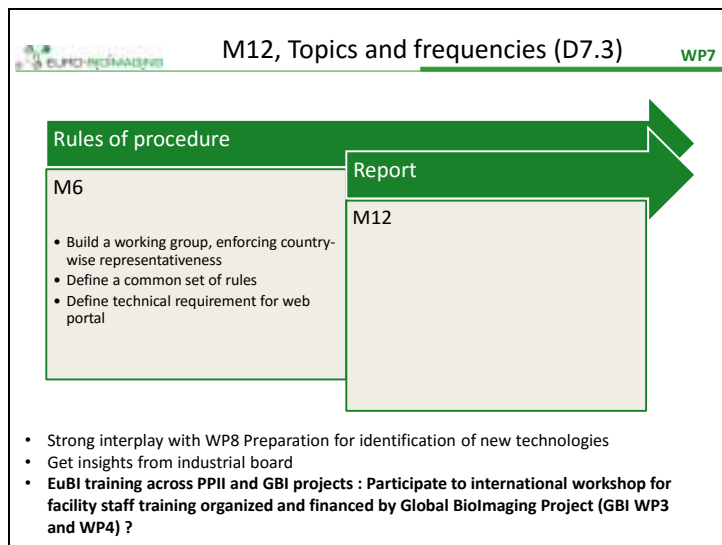 EURO-BIOIMAGING
M12, Topics and frequencies (D7.3)
WP7
Rules of procedure
Report
M6
• Build a working group, enforcing country-
wise representativeness
• Define a common set of rules
• Define technical requirement for web
portal
M12
• Strong interplay with WP8 Preparation for identification of new technologies
• Get insights from industrial board
• EuBI training across PPII and GBI projects : Participate to international workshop for
facility staff training organized and financed by Global BioImaging Project (GBI WP3
and WP4) ?